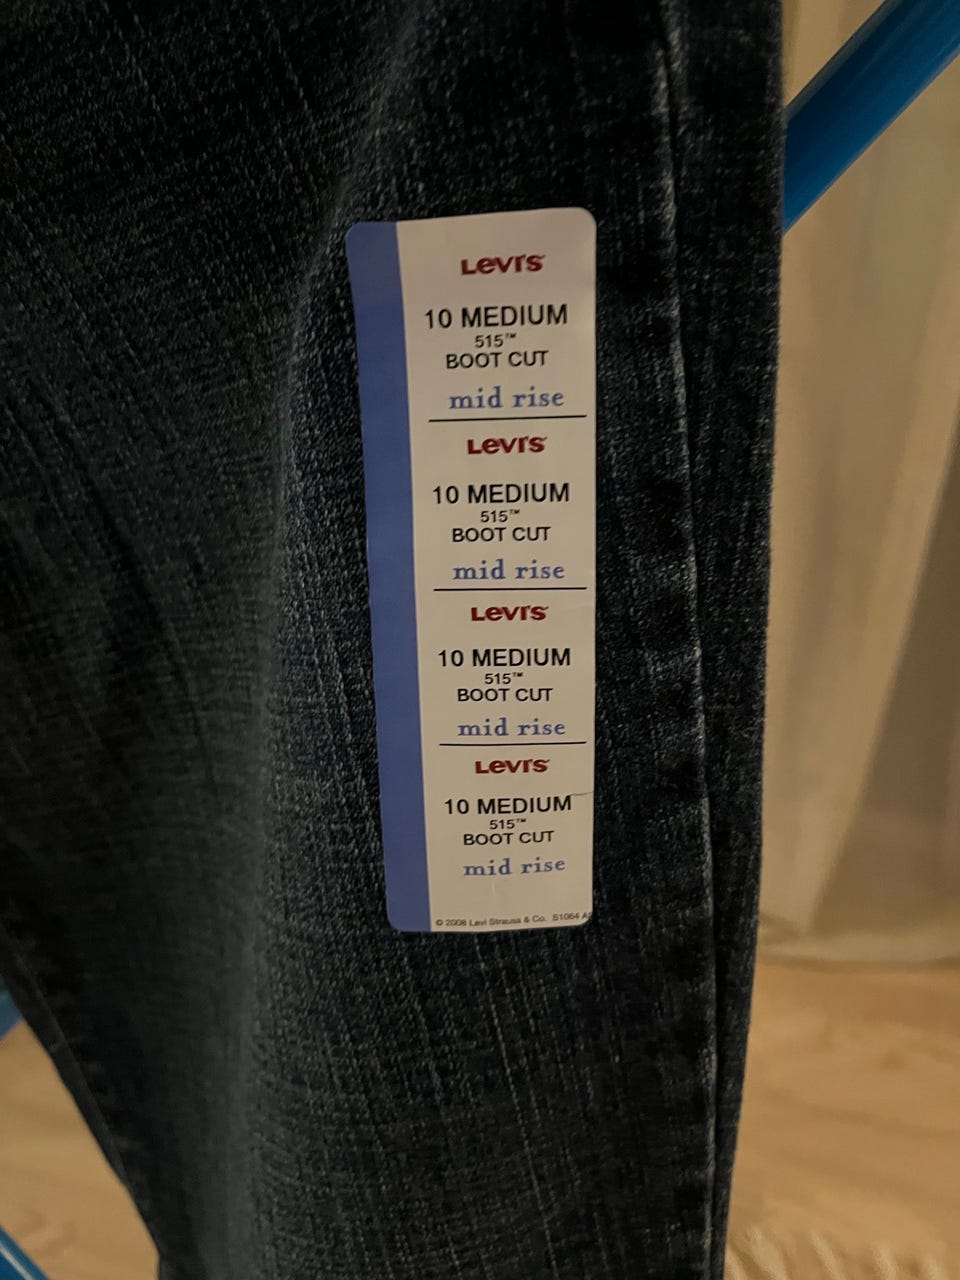 Levi's
10 MEDIUM
515™
BOOT CUT
mid rise
Levi's
10 MEDIUM
515™
BOOT CUT
mid rise
Levi's
10 MEDIUM
515™
BOOT CUT
mid rise
Levi's
10 MEDIUM
515™
BOOT CUT
mid rise
© 2008 Levi Strauss & Co. S1064